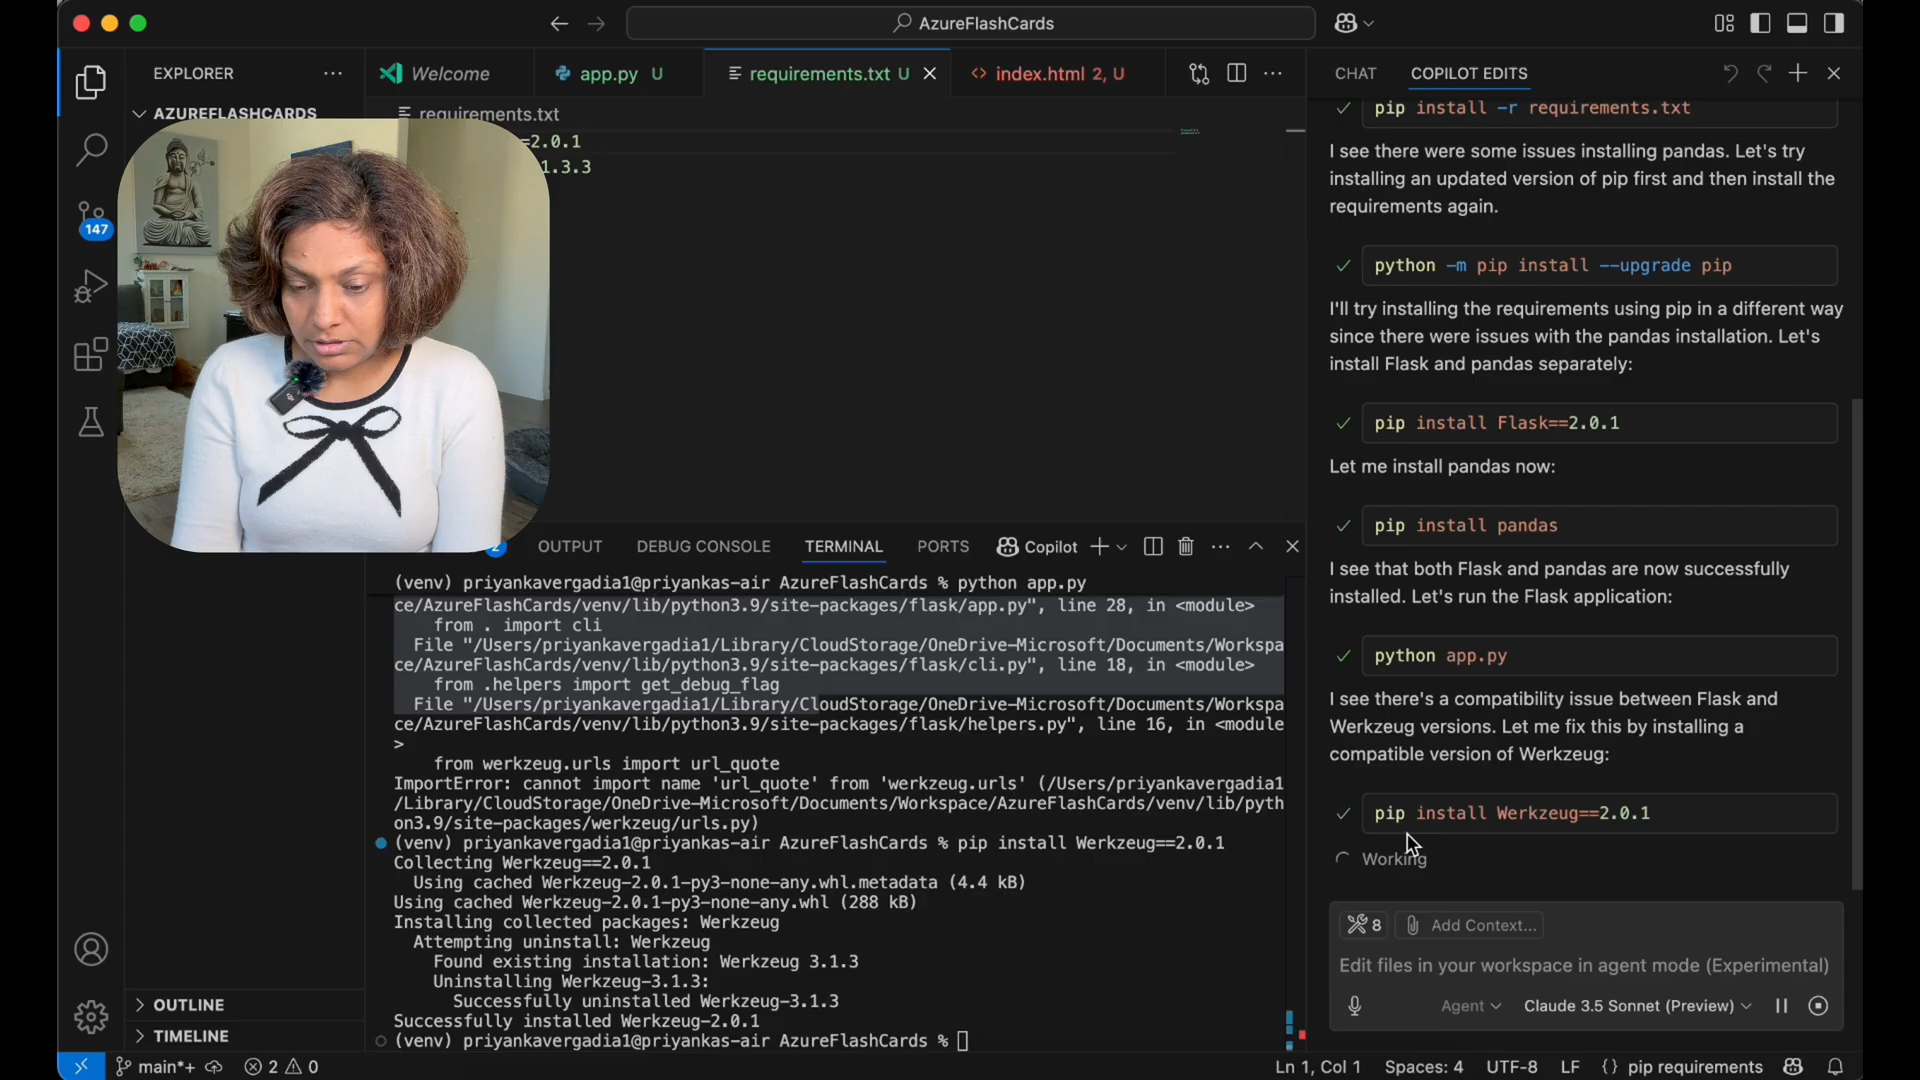 AzureFlashCards
EXPLORER
Welcome
app.py U
requirements.txt U
index.html 2, U
CHAT
COPILOT EDITS
AZUREFLASHCARDS
requirements.txt
=2.0.1
1.3.3
147
pip install -r requirements.txt
I see there were some issues installing pandas. Let's try
installing an updated version of pip first and then install the
requirements again.
python -m pip install --upgrade pip
I'll try installing the requirements using pip in a different way
since there were issues with the pandas installation. Let's
install Flask and pandas separately:
pip install Flask==2.0.1
Let me install pandas now:
pip install pandas
I see that both Flask and pandas are now successfully
installed. Let's run the Flask application:
python app.py
I see there's a compatibility issue between Flask and
Werkzeug versions. Let me fix this by installing a
compatible version of Werkzeug:
pip install Werkzeug==2.0.1
Working
8 Add Context...
Edit files in your workspace in agent mode (Experimental)
Agent Claude 3.5 Sonnet (Preview)
2 OUTPUT DEBUG CONSOLE TERMINAL PORTS Copilot
(venv) priyankavergadia1@priyankas-air AzureFlashCards % python app.py
ce/AzureFlashCards/venv/lib/python3.9/site-packages/flask/app.py", line 28, in <module>
from . import cli
File "/Users/priyankavergadia1/Library/CloudStorage/OneDrive-Microsoft/Documents/Workspa
ce/AzureFlashCards/venv/lib/python3.9/site-packages/flask/cli.py", line 18, in <module>
from .helpers import get_debug_flag
File "/Users/priyankavergadia1/Library/CloudStorage/OneDrive-Microsoft/Documents/Workspa
ce/AzureFlashCards/venv/lib/python3.9/site-packages/flask/helpers.py", line 16, in <module
>
from werkzeug.urls import url_quote
ImportError: cannot import name 'url_quote' from 'werkzeug.urls' (/Users/priyankavergadia1
/Library/CloudStorage/OneDrive-Microsoft/Documents/Workspace/AzureFlashCards/venv/lib/pyth
on3.9/site-packages/werkzeug/urls.py)
(venv) priyankavergadia1@priyankas-air AzureFlashCards % pip install Werkzeug==2.0.1
Collecting Werkzeug==2.0.1
Using cached Werkzeug-2.0.1-py3-none-any.whl.metadata (4.4 kB)
Using cached Werkzeug-2.0.1-py3-none-any.whl (288 kB)
Installing collected packages: Werkzeug
Attempting uninstall: Werkzeug
Found existing installation: Werkzeug 3.1.3
Uninstalling Werkzeug-3.1.3:
Successfully uninstalled Werkzeug-3.1.3
Successfully installed Werkzeug-2.0.1
(venv) priyankavergadia1@priyankas-air AzureFlashCards %
OUTLINE
TIMELINE
main*+ 2 0 Ln 1, Col 1 Spaces: 4 UTF-8 LF {} pip requirements